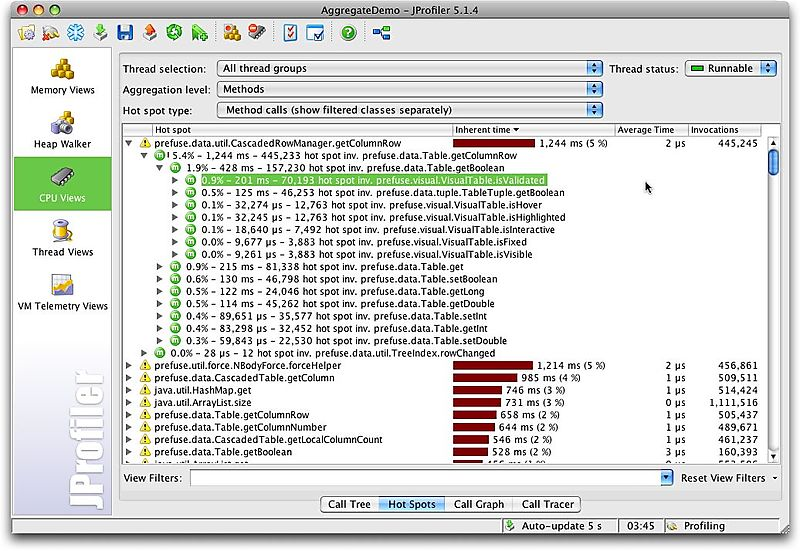 AggregateDemo - JProfiler 5.1.4
Thread selection: All thread groups Thread status: Runnable
Aggregation level: Methods
Hot spot type: Method calls (show filtered classes separately)
Memory Views
Heap Walker
CPU Views
Thread Views
VM Telemetry Views
JProfiler
Hot spot Inherent time Average Time Invocations
prefuse.data.util.CascadedRowManager.getColumnRow 1,244 ms (5 %) 2 µs 445,245
5.4% - 1,244 ms - 445,233 hot spot inv. prefuse.data.Table.getColumnRow
1.9% - 428 ms - 157,230 hot spot inv. prefuse.data.Table.getBoolean
0.9% - 201 ms - 70,193 hot spot inv. prefuse.visual.VisualTable.isValidated
0.5% - 125 ms - 46,253 hot spot inv. prefuse.data.tuple.TableTuple.getBoolean
0.1% - 32,274 µs - 12,763 hot spot inv. prefuse.visual.VisualTable.isHover
0.1% - 32,245 µs - 12,763 hot spot inv. prefuse.visual.VisualTable.isHighlighted
0.1% - 18,640 µs - 7,492 hot spot inv. prefuse.visual.VisualTable.isInteractive
0.0% - 9,677 µs - 3,883 hot spot inv. prefuse.visual.VisualTable.isFixed
0.0% - 9,261 µs - 3,883 hot spot inv. prefuse.visual.VisualTable.isVisible
0.9% - 215 ms - 81,338 hot spot inv. prefuse.data.Table.get
0.6% - 130 ms - 46,798 hot spot inv. prefuse.data.Table.setBoolean
0.5% - 122 ms - 24,046 hot spot inv. prefuse.data.Table.getLong
0.5% - 114 ms - 45,262 hot spot inv. prefuse.data.Table.getDouble
0.4% - 89,651 µs - 35,577 hot spot inv. prefuse.data.Table.setInt
0.4% - 83,298 µs - 32,452 hot spot inv. prefuse.data.Table.getInt
0.3% - 59,843 µs - 22,530 hot spot inv. prefuse.data.Table.setDouble
0.0% - 28 µs - 12 hot spot inv. prefuse.data.util.TreeIndex.rowChanged
prefuse.util.force.NBodyForce.forceHelper 1,214 ms (5 %) 2 µs 456,861
prefuse.data.CascadedTable.getColumn 985 ms (4 %) 1 µs 509,511
java.util.HashMap.get 746 ms (3 %) 1 µs 514,424
java.util.ArrayList.size 731 ms (3 %) 0 µs 1,111,516
prefuse.data.Table.getColumnRow 658 ms (2 %) 1 µs 505,437
prefuse.data.Table.getColumnNumber 644 ms (2 %) 1 µs 489,671
prefuse.data.CascadedTable.getLocalColumnCount 546 ms (2 %) 1 µs 461,237
prefuse.data.Table.getBoolean 528 ms (2 %) 3 µs 160,393
View Filters: Reset View Filters
Call Tree Hot Spots Call Graph Call Tracer
Auto-update 5 s 03:45 Profiling